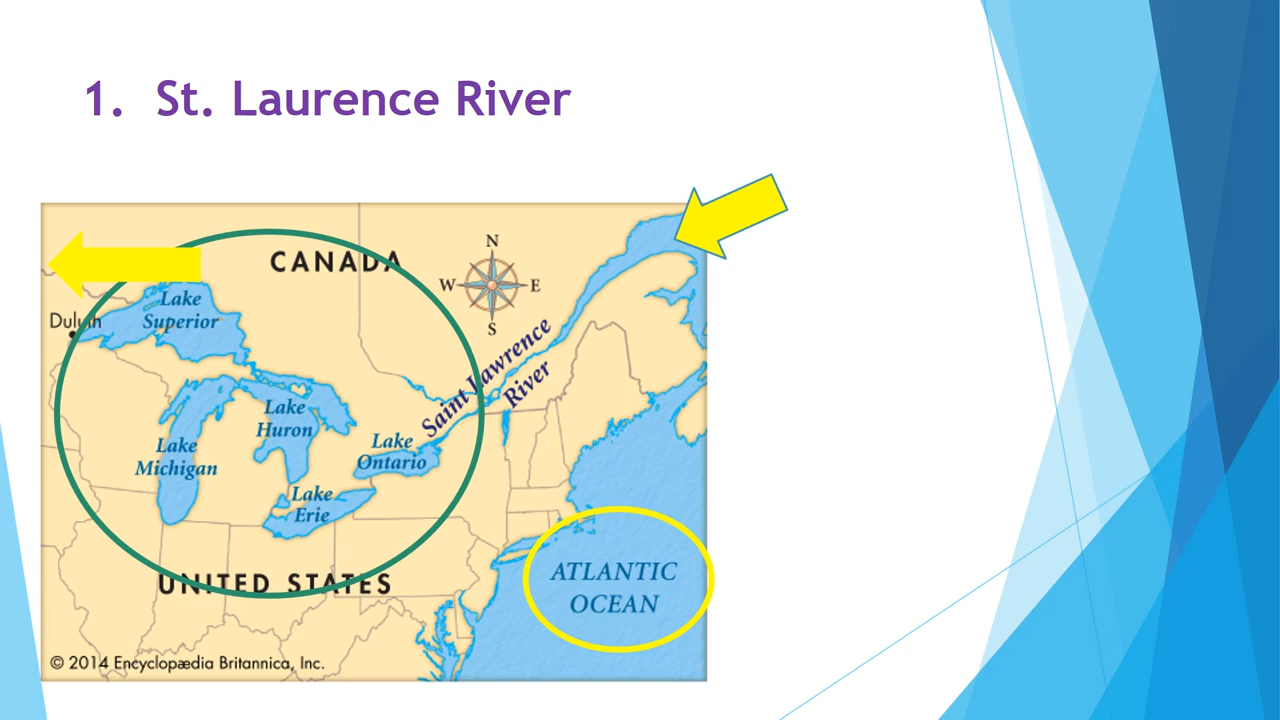 1. St. Laurence River
CANADA
N
W
E
S
Lake
Superior
Duluth
Saint Lawrence
River
Lake
Huron
Lake
Michigan
Lake
Ontario
Lake
Erie
ATLANTIC
OCEAN
UNITED STATES
© 2014 Encyclopædia Britannica, Inc.